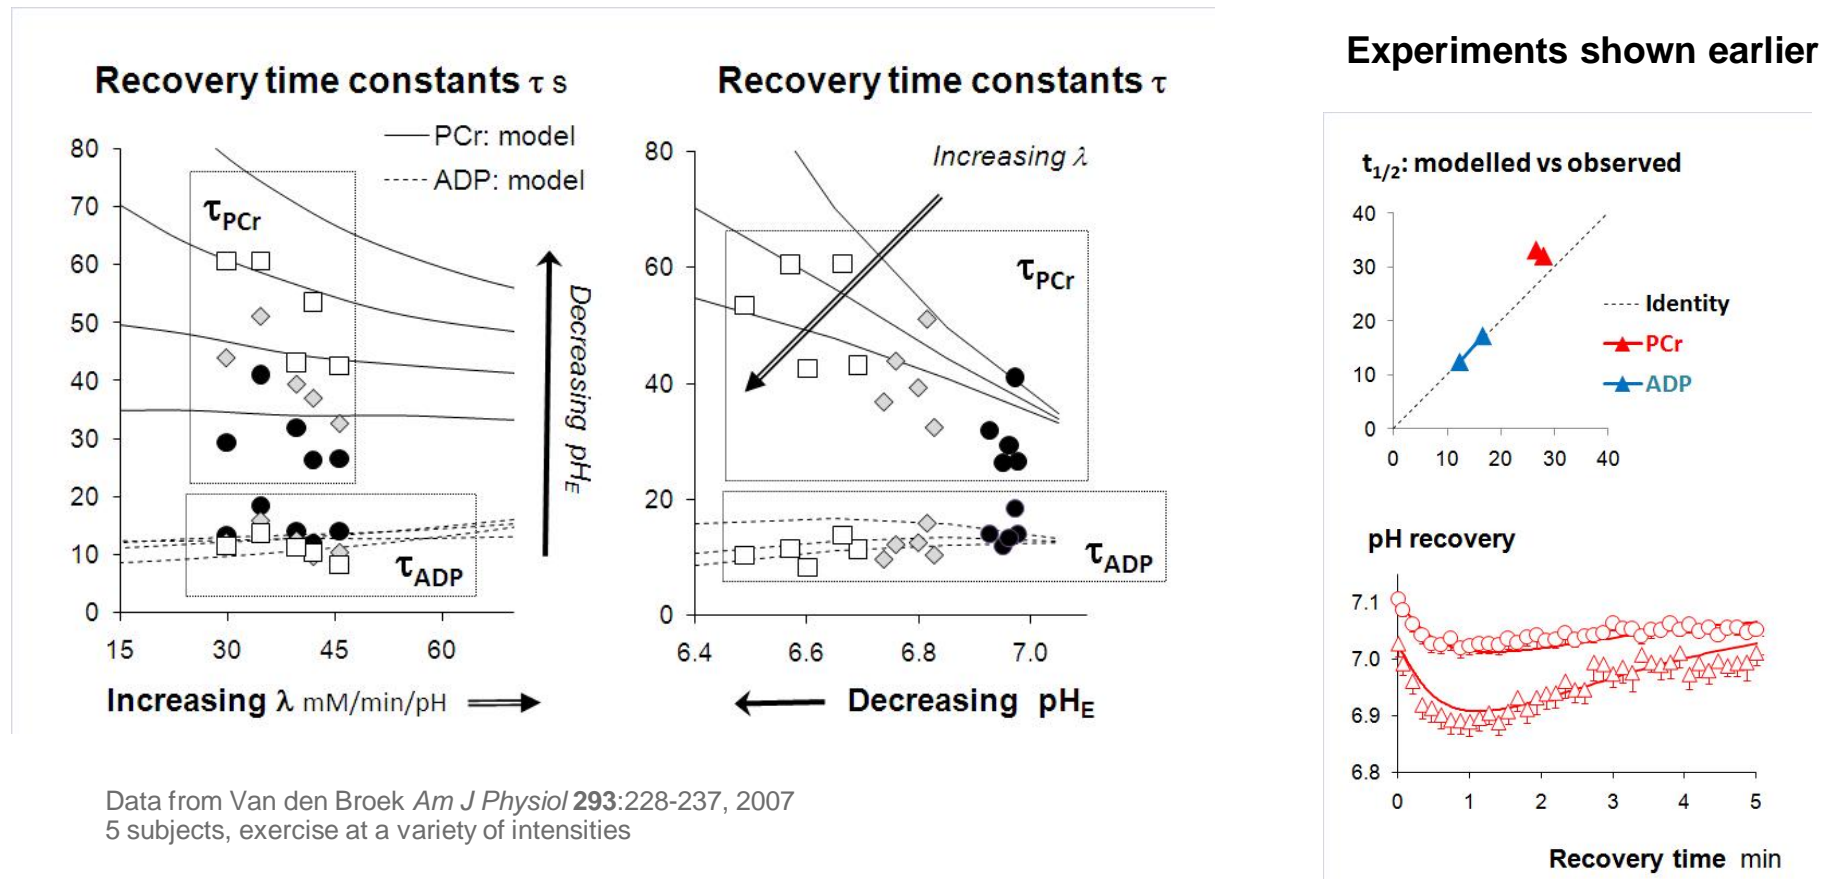 Experiments shown earlier
Recovery time constants τ s
PCr: model
ADP: model
80
70
60
50
40
30
20
10
0
τPCr
τADP
Decreasing pHE
15 30 45 60
Increasing λ mM/min/pH
Recovery time constants τ
Increasing λ
80
60
40
20
0
τPCr
τADP
6.4 6.6 6.8 7.0
Decreasing pHE
t1/2: modelled vs observed
40
30
20
10
0
Identity
PCr
ADP
0 10 20 30 40
pH recovery
7.1
7.0
6.9
6.8
0 1 2 3 4 5
Recovery time min
Data from Van den Broek Am J Physiol 293:228-237, 2007
5 subjects, exercise at a variety of intensities